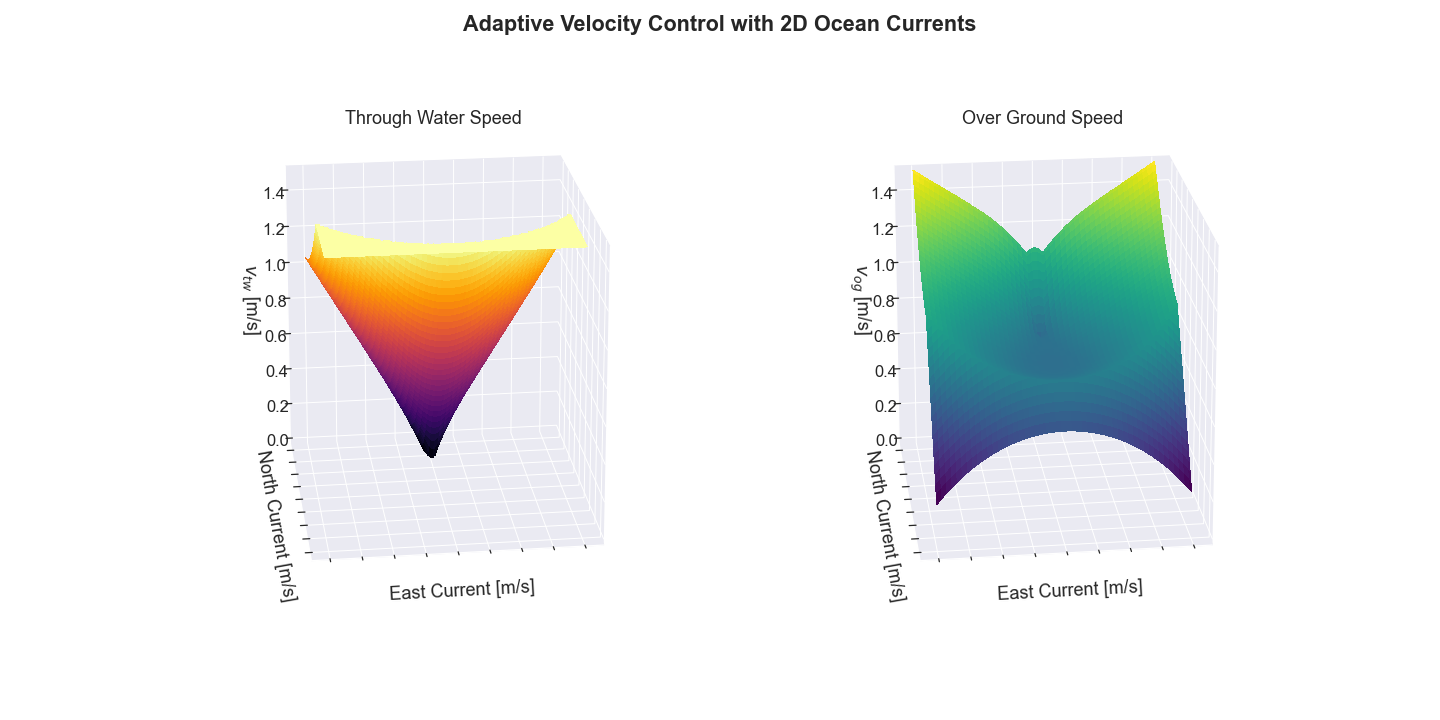 Adaptive Velocity Control with 2D Ocean Currents
Through Water Speed
1.4
1.2
1.0
0.8
0.6
0.4
0.2
0.0
v_tw [m/s]
North Current [m/s]
East Current [m/s]
Over Ground Speed
1.4
1.2
1.0
0.8
0.6
0.4
0.2
0.0
v_og [m/s]
North Current [m/s]
East Current [m/s]